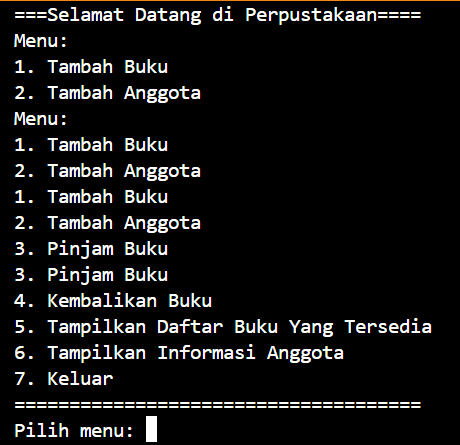 ===Selamat Datang di Perpustakaan====
Menu:
1. Tambah Buku
2. Tambah Anggota
Menu:
1. Tambah Buku
2. Tambah Anggota
1. Tambah Buku
2. Tambah Anggota
3. Pinjam Buku
3. Pinjam Buku
4. Kembalikan Buku
5. Tampilkan Daftar Buku Yang Tersedia
6. Tampilkan Informasi Anggota
7. Keluar
=====================================
Pilih menu: